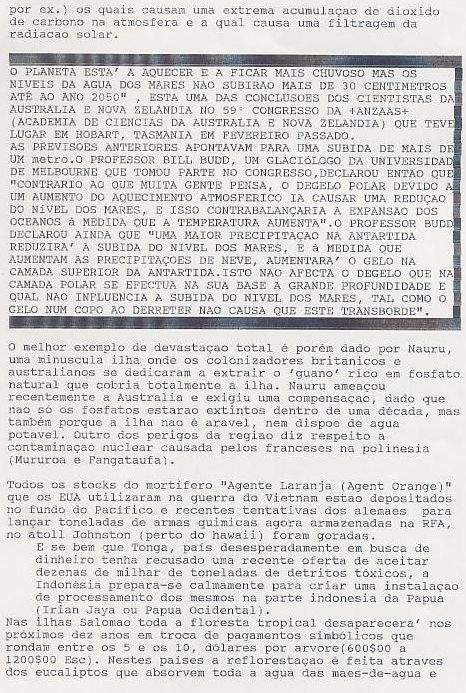 por ex.) os quais causam uma extrema acumulaçao de dioxido
de carbono na atmosfera e a qual causa uma filtragem da
radiacao solar.
O PLANETA ESTA' A AQUECER E A FICAR MAIS CHUVOSO MAS OS
NIVEIS DA AGUA DOS MARES NAO SUBIRAO MAIS DE 30 CENTIMETROS
ATÉ AO ANO 2050" , ESTA UMA DAS CONCLUSOES DOS CIENTISTAS DA
AUSTRALIA E NOVA ZELANDIA NO 59º CONGRESSO DA +ANZAAS+
(ACADEMIA DE CIENCIAS DA AUSTRALIA E NOVA ZELANDIA) QUE TEVE
LUGAR EM HOBART, TASMANIA EM FEVEREIRO PASSADO.
AS PREVISOES ANTERIORES APONTAVAM PARA UMA SUBIDA DE MAIS DE
UM metro.O PROFESSOR BILL BUDD, UM GLACIÓLOGO DA UNIVERSIDAD
DE MELBOURNE QUE TOMOU PARTE NO CONGRESSO,DECLAROU ENTAO QUE
"CONTRARIO AO QUE MUITA GENTE PENSA, O DEGELO POLAR DEVIDO A
UM AUMENTO DO AQUECIMENTO ATMOSFERICO IA CAUSAR UMA REDUÇAO
DO NíVEL DOS MARES, E ISSO CONTRABALANÇARIA A EXPANSAO DOS
OCEANOS à MEDIDA QUE A TEMPERATURA AUMENTA".O PROFESSOR BUDD
DECLAROU AINDA QUE "UMA MAIOR PRECIPITAÇAO NA ANTARTIDA
REDUZIRA' A SUBIDA DO NIVEL DOS MARES, E à MEDIDA QUE
AUMENTAM AS PRECIPITAÇOES DE NEVE, AUMENTARA' O GELO NA
CAMADA SUPERIOR DA ANTARTIDA.ISTO NAO AFECTA O DEGELO QUE NA
CAMADA POLAR SE EFECTUA NA SUA BASE A GRANDE PROFUNDIDADE E
QUAL NAO INFLUENCIA A SUBIDA DO NIVEL DOS MARES, TAL COMO O
GELO NUM COPO AO DERRETER NAO CAUSA QUE ESTE TRANSBORDE".
O melhor exemplo de devastaçao total é porém dado por Nauru,
uma minuscula ilha onde os colonizadores britanicos e
australianos se dedicaram a extrair o 'guano' rico em fosfato
natural que cobria totalmente a ilha. Nauru ameaçou
recentemente a Australia e exigiu uma compensaçao, dado que
nao só os fosfatos estarao extintos dentro de uma década, mas
também porque a ilha nao é aravel, nem dispoe de agua
potavel. Outro dos perigos da regiao diz respeito a
contaminaçao nuclear causada pelos franceses na polinesia
(Mururoa e Fangataufa).
Todos os stocks do mortifero "Agente Laranja (Agent Orange)"
que os EUA utilizaram na guerra do Vietnam estao depositados
no fundo do Pacifico e recentes tentativas dos alemaes para
lançar toneladas de armas quimicas agora armazenadas na RFA,
no atoll Johnston (perto do hawaii) foram goradas.
E se bem que Tonga, país desesperadamente em busca de
dinheiro tenha recusado uma recente oferta de aceitar
dezenas de milhar de toneladas de detritos tóxicos, a
Indonésia prepara-se calmamente para criar uma instalaçao
de processamento dos mesmos na parte indonesia da Papua
(Irian Jaya ou Papua Ocidental).
Nas ilhas Salomao toda a floresta tropical desaparecera' nos
próximos dez anos em troca de pagamentos simbólicos que
rondam entre os 5 e os 10, dólares por arvore(600$00 a
1200$00 Esc). Nestes países a reflorestaçao é feita atraves
dos eucaliptos que absorvem toda a agua das maes-de-agua e